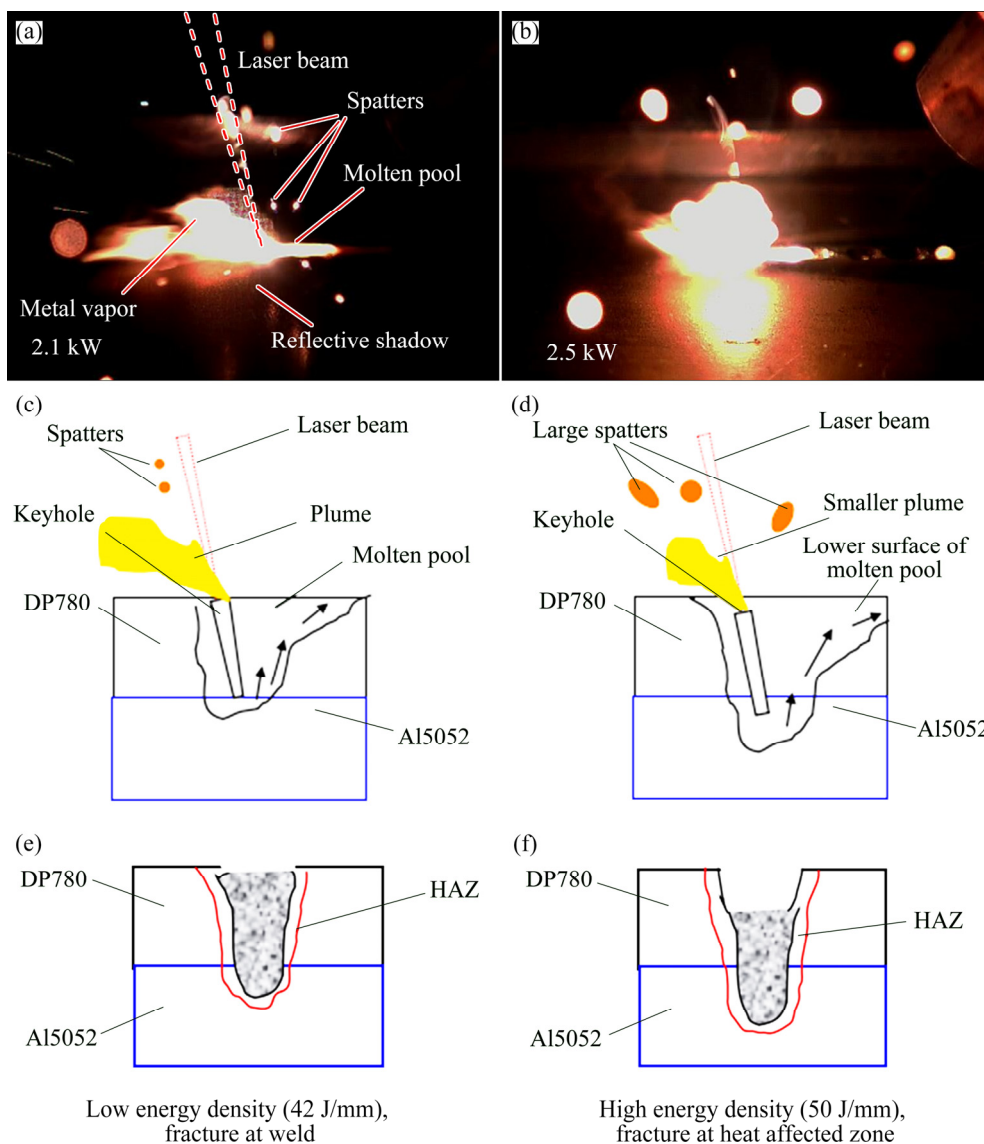 (a)
Laser beam
Spatters
Molten pool
Metal vapor
Reflective shadow
2.1 kW
(b)
2.5 kW
(c)
Spatters
Laser beam
Keyhole
Plume
Molten pool
DP780
Al5052
(d)
Large spatters
Laser beam
Keyhole
Smaller plume
Lower surface of
molten pool
DP780
Al5052
(e)
DP780
HAZ
Al5052
Low energy density (42 J/mm),
fracture at weld
(f)
DP780
HAZ
Al5052
High energy density (50 J/mm),
fracture at heat affected zone